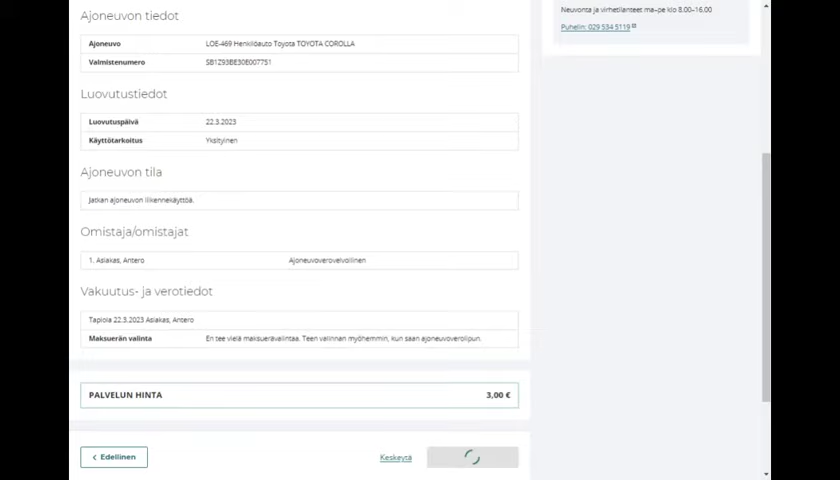 Neuvonta ja virhetilanteet ma–pe klo 8.00–16.00
Puhelin: 029 534 5119
Ajoneuvon tiedot
Ajoneuvo LOE-469 Henkilöauto Toyota TOYOTA COROLLA
Valmistenumero SB1Z93BE30E007751
Luovutustiedot
Luovutuspäivä 22.3.2023
Käyttötarkoitus Yksityinen
Ajoneuvon tila
Jatkan ajoneuvon liikennekäyttöä.
Omistaja/omistajat
1. Asiakas, Antero Ajoneuvoverovelvollinen
Vakuutus- ja verotiedot
Tapiola 22.3.2023 Asiakas, Antero
Maksuerän valinta En tee vielä maksuerävalintaa. Teen valinnan myöhemmin, kun saan ajoneuvoverolipun.
PALVELUN HINTA 3,00 €
Edellinen Keskeytä